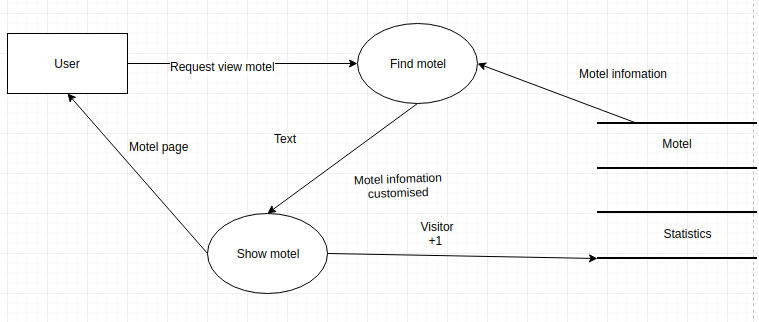 User
Request view motel
Find motel
Motel infomation
Motel page
Text
Motel
Motel infomation
customised
Visitor
+1
Statistics
Show motel